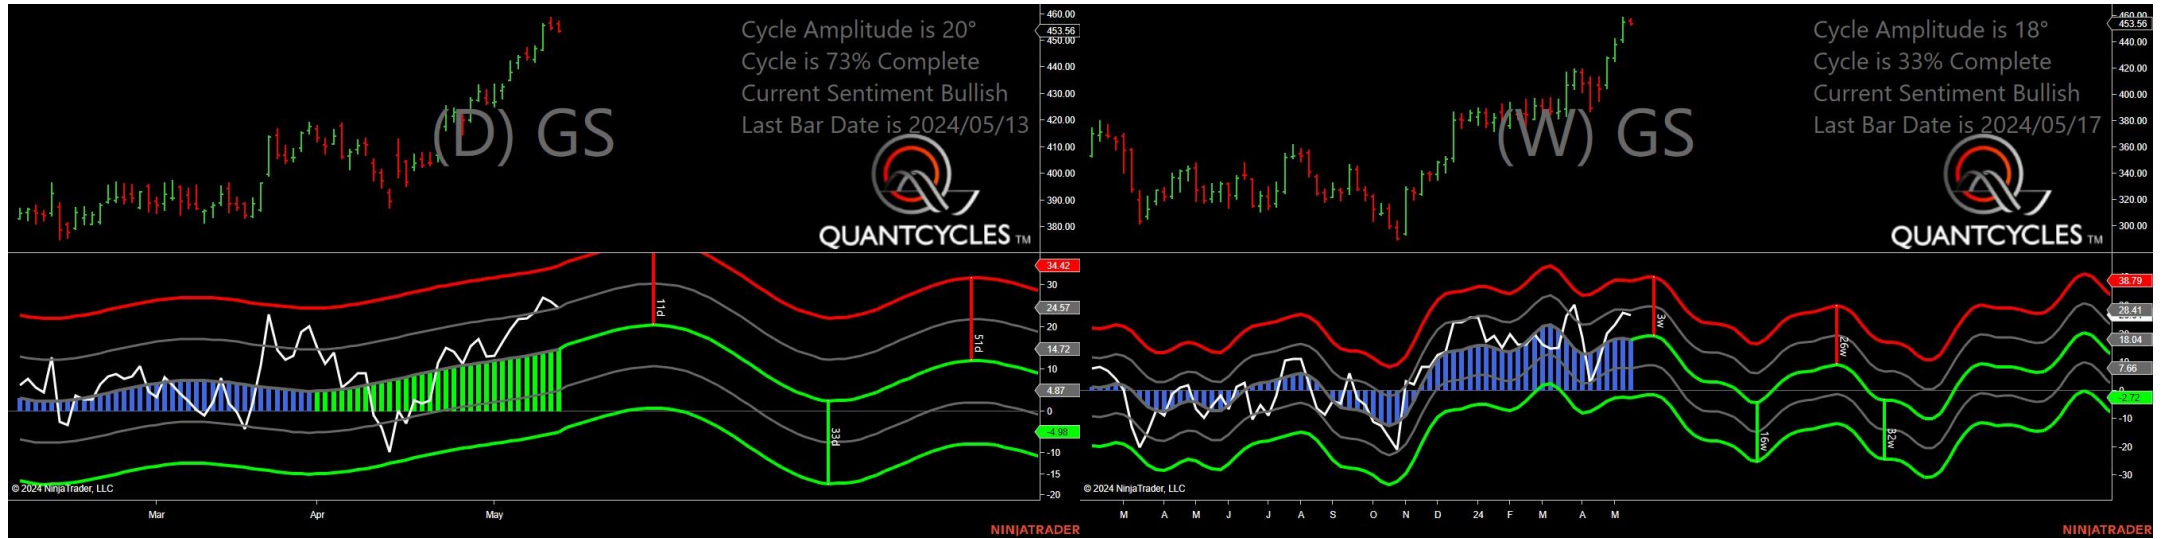 Cycle Amplitude is 20°
Cycle is 73% Complete
Current Sentiment Bullish
Last Bar Date is 2024/05/13
(D) GS
QUANTCYCLES TM
460.00
453.56
450.00
440.00
430.00
420.00
410.00
400.00
390.00
380.00
34.42
30
24.57
20
14.72
10
4.87
0
-4.98
-10
-15
-20
11d
33d
51d
© 2024 NinjaTrader, LLC
Mar Apr May
NINJATRADER
Cycle Amplitude is 18°
Cycle is 33% Complete
Current Sentiment Bullish
Last Bar Date is 2024/05/17
(W) GS
QUANTCYCLES TM
460.00
453.56
440.00
420.00
400.00
380.00
360.00
340.00
320.00
300.00
38.79
28.41
18.04
7.66
0
-2.72
-10
-20
-30
3w
16w
26w
32w
© 2024 NinjaTrader, LLC
M A M J J A S O N D 24 F M A M
NINJATRADER